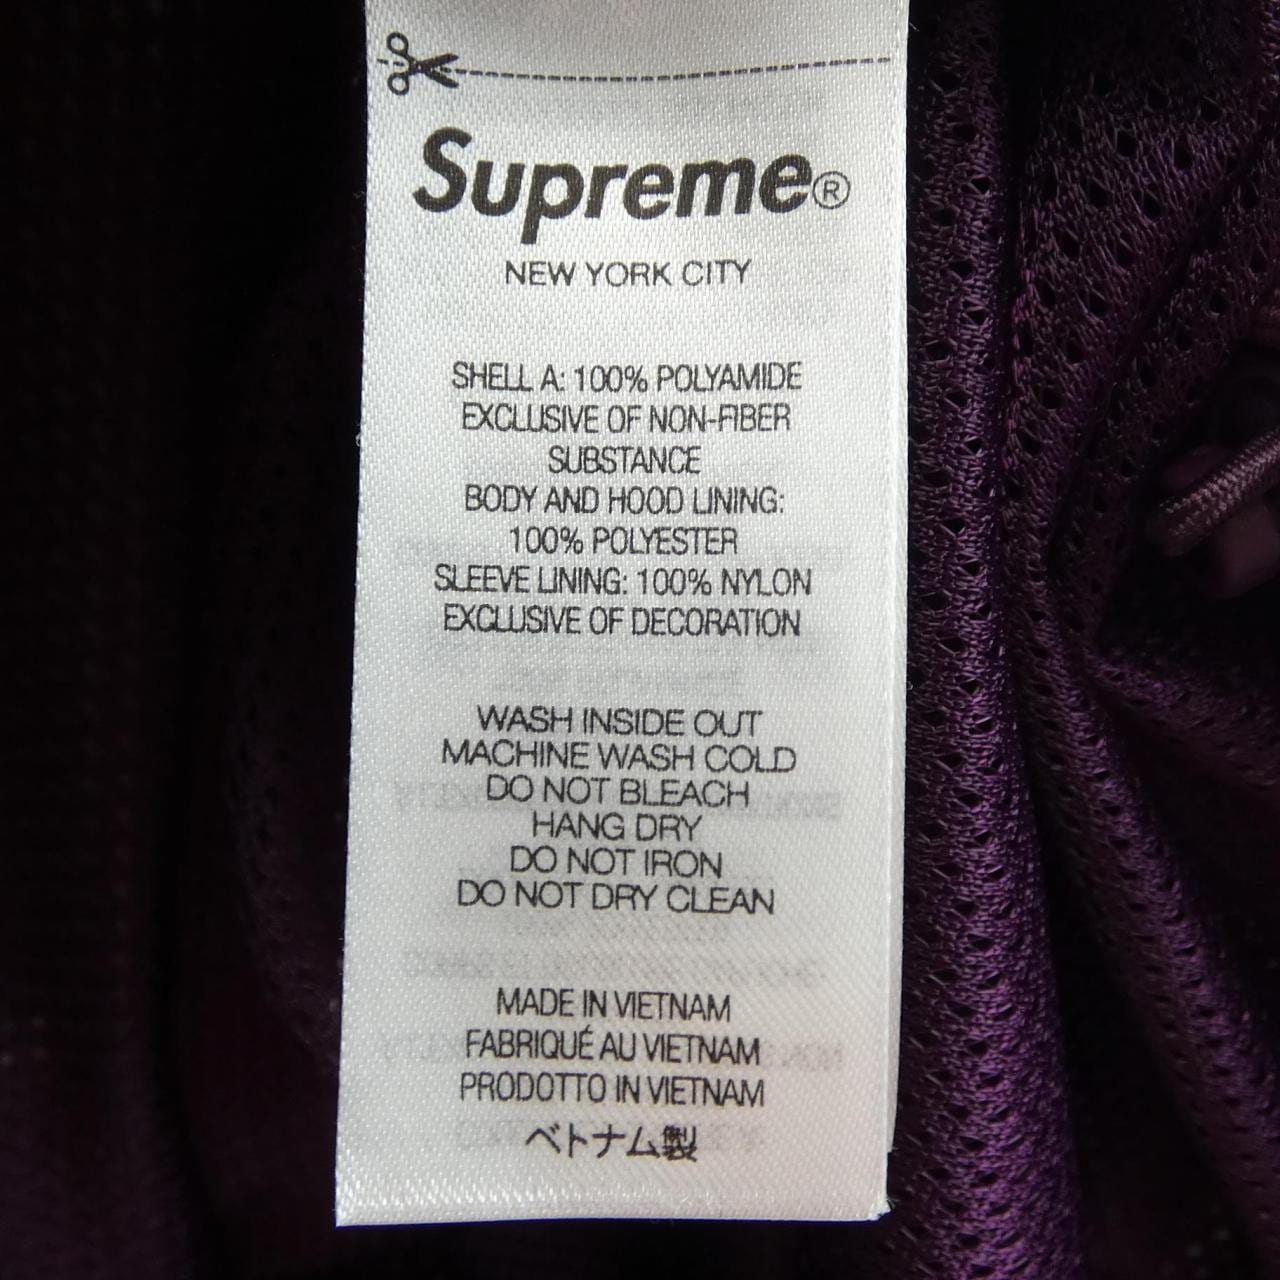 Supreme®
NEW YORK CITY
SHELL A: 100% POLYAMIDE
EXCLUSIVE OF NON-FIBER
SUBSTANCE
BODY AND HOOD LINING:
100% POLYESTER
SLEEVE LINING: 100% NYLON
EXCLUSIVE OF DECORATION
WASH INSIDE OUT
MACHINE WASH COLD
DO NOT BLEACH
HANG DRY
DO NOT IRON
DO NOT DRY CLEAN
MADE IN VIETNAM
FABRIQUÉ AU VIETNAM
PRODOTTO IN VIETNAM
ベトナム製